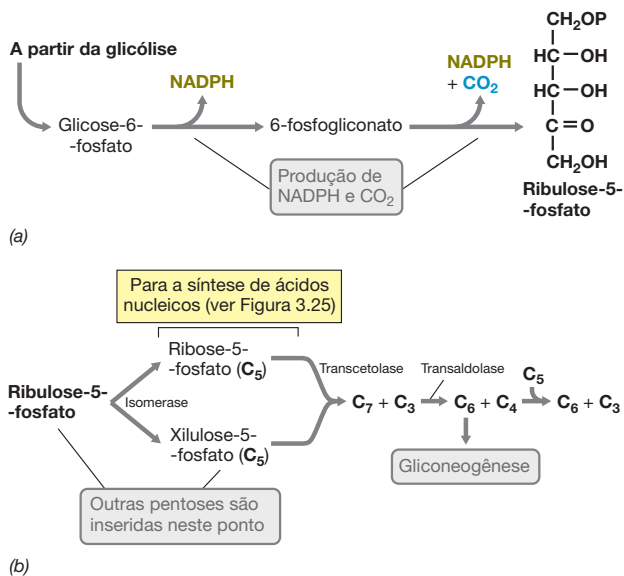 A partir da glicólise
NADPH
Glicose-6-
-fosfato
6-fosfogliconato
NADPH
+ CO₂
Produção de
NADPH e CO₂
CH₂OP
HC—OH
HC—OH
C=O
CH₂OH
Ribulose-5-
-fosfato
(a)
Para a síntese de ácidos
nucleicos (ver Figura 3.25)
Ribulose-5-
-fosfato
Isomerase
Ribose-5-
-fosfato (C₅)
Xilulose-5-
-fosfato (C₅)
Transcetolase
C₇ + C₃
Transaldolase
C₆ + C₄
C₅
C₆ + C₃
Gliconeogênese
Outras pentoses são
inseridas neste ponto
(b)